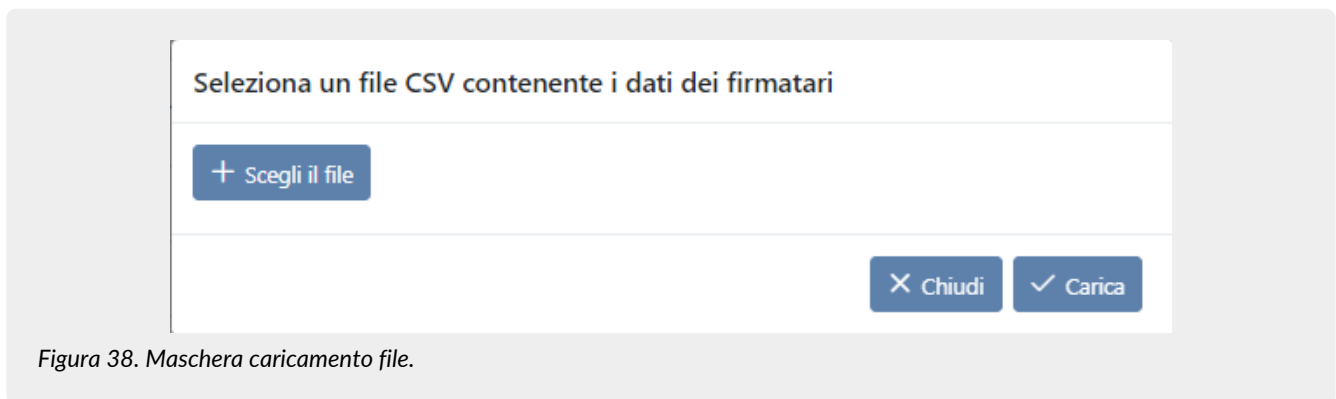 Seleziona un file CSV contenente i dati dei firmatari
Scegli il file
Chiudi
Carica
Figura 38. Maschera caricamento file.